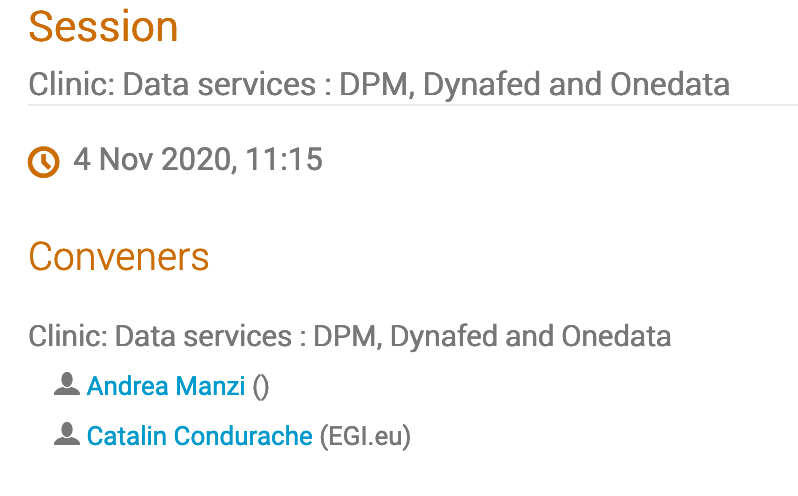 Session
Clinic: Data services : DPM, Dynafed and Onedata
4 Nov 2020, 11:15
Conveners
Clinic: Data services : DPM, Dynafed and Onedata
Andrea Manzi ()
Catalin Condurache (EGI.eu)